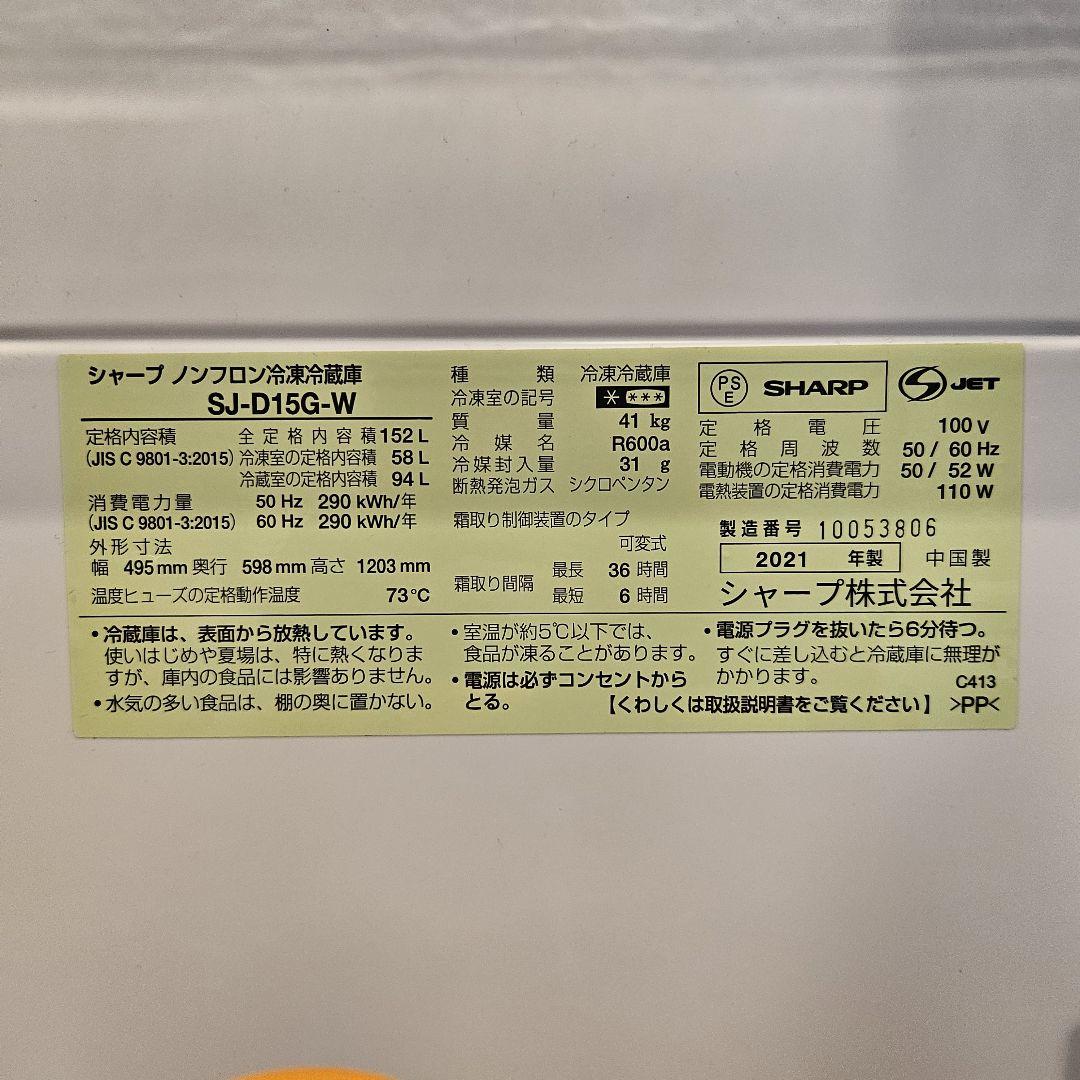 シャープ ノンフロン冷凍冷蔵庫
SJ-D15G-W
定格内容積 全定格内容積 152 L
(JIS C 9801-3:2015) 冷凍室の定格内容積 58 L
冷蔵室の定格内容積 94 L
消費電力量 50 Hz 290 kWh/年
(JIS C 9801-3:2015) 60 Hz 290 kWh/年
外形寸法
幅 495 mm 奥行 598 mm 高さ 1203 mm
温度ヒューズの定格動作温度 73℃
種類 冷凍冷蔵庫
冷凍室の記号 * ***
質量 41 kg
冷媒名 R600a
冷媒封入量 31 g
断熱発泡ガス シクロペンタン
霜取り制御装置のタイプ
可変式
霜取り間隔 最長 36 時間
最短 6 時間
PS
E
SHARP
S JET
定格電圧 100 V
定格周波数 50 / 60 Hz
電動機の定格消費電力 50 / 52 W
電熱装置の定格消費電力 110 W
製造番号 10053806
2021 年製 中国製
シャープ株式会社
・冷蔵庫は、表面から放熱しています。
使いはじめや夏場は、特に熱くなりま
すが、庫内の食品には影響ありません。
・水気の多い食品は、棚の奥に置かない。
・室温が約5℃以下では、
食品が凍ることがあります。
・電源は必ずコンセントから
とる。
・電源プラグを抜いたら6分待つ。
すぐに差し込むと冷蔵庫に無理が
かかります。
C413
【くわしくは取扱説明書をご覧ください】 >PP<